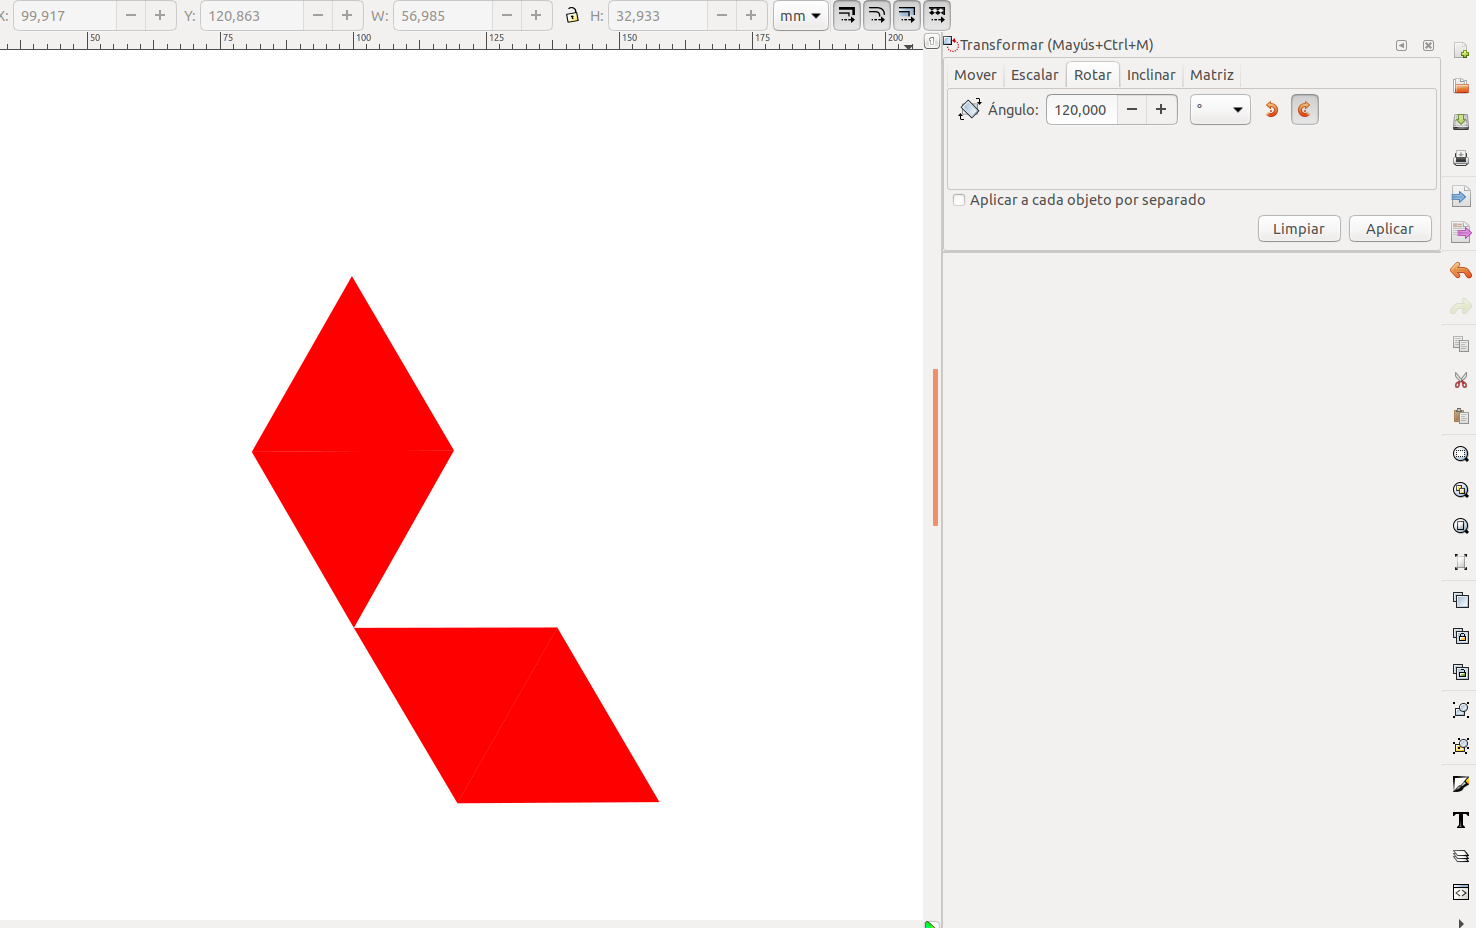 X: 99,917 Y: 120,863 W: 56,985 H: 32,933 mm
50 75 100 125 150 175 200
Transformar (Mayús+Ctrl+M)
Mover Escalar Rotar Inclinar Matriz
Ángulo: 120,000 °
Aplicar a cada objeto por separado
Limpiar Aplicar